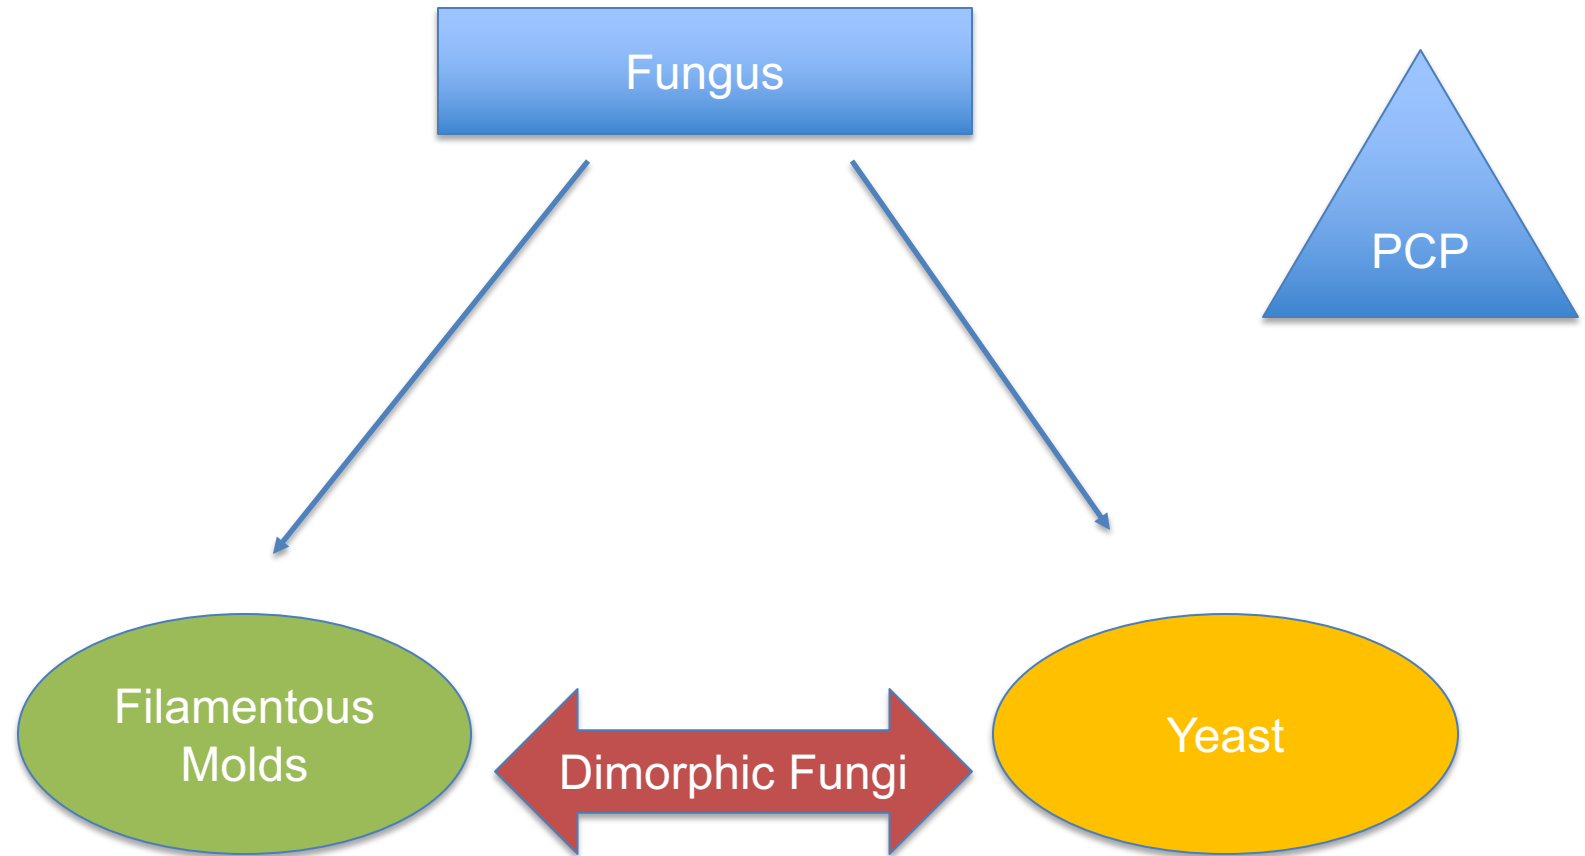 Fungus
PCP
Filamentous
Molds
Dimorphic Fungi
Yeast